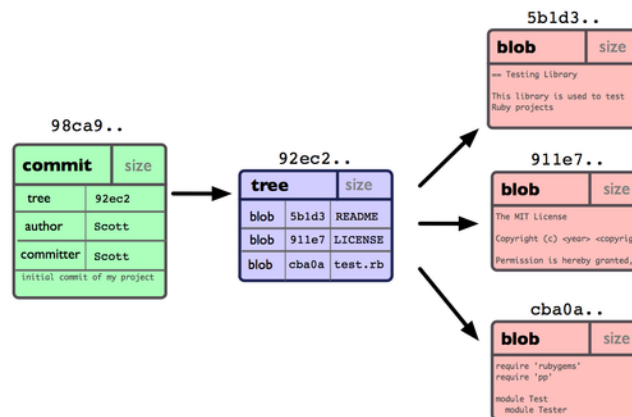 98ca9..
commit size
tree 92ec2
author Scott
committer Scott
initial commit of my project
92ec2..
tree size
blob 5b1d3 README
blob 911e7 LICENSE
blob cba0a test.rb
5b1d3..
blob size
== Testing Library
This library is used to test
Ruby projects
911e7..
blob size
The MIT License
Copyright (c) <year> <copyrig
Permission is hereby granted,
cba0a..
blob size
require 'rubygems'
require 'pp'
module Test
module Tester